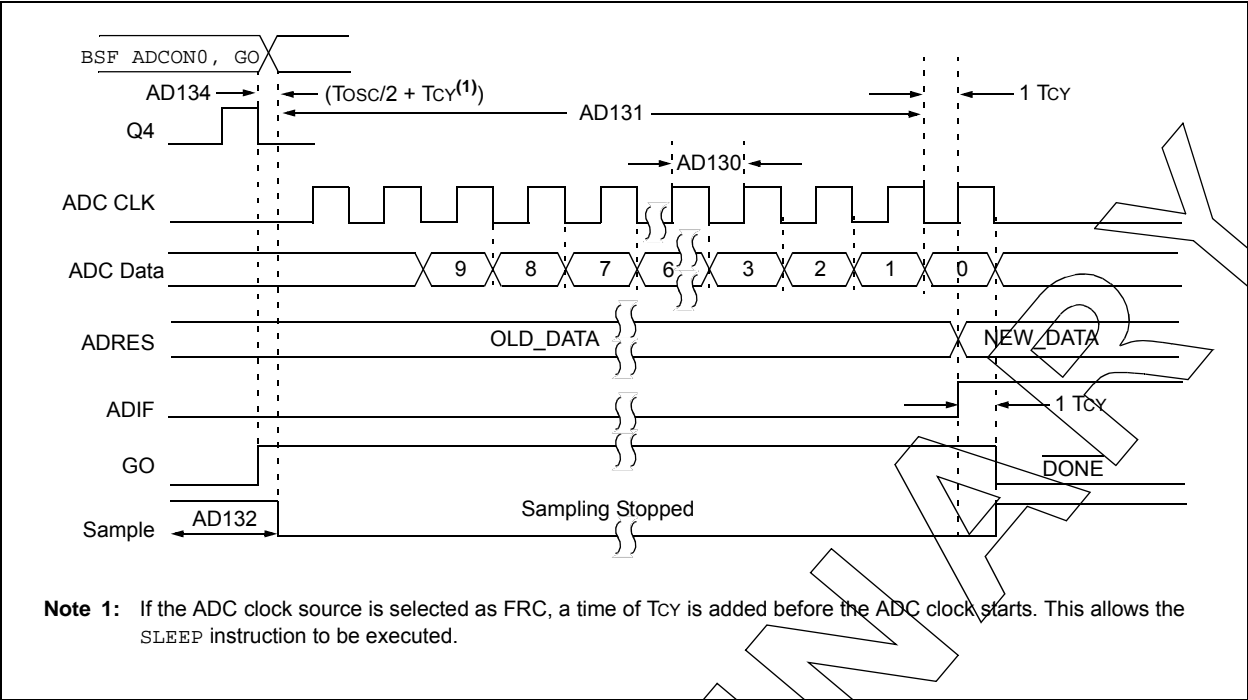 BSF ADCON0, GO
AD134
(TOSC/2 + TCY(1))
1 TCY
AD131
Q4
AD130
ADC CLK
ADC Data
9 8 7 6 3 2 1 0
ADRES
OLD_DATA
NEW_DATA
ADIF
1 TCY
GO
DONE
Sample
AD132
Sampling Stopped
Note 1: If the ADC clock source is selected as FRC, a time of TCY is added before the ADC clock starts. This allows the
SLEEP instruction to be executed.